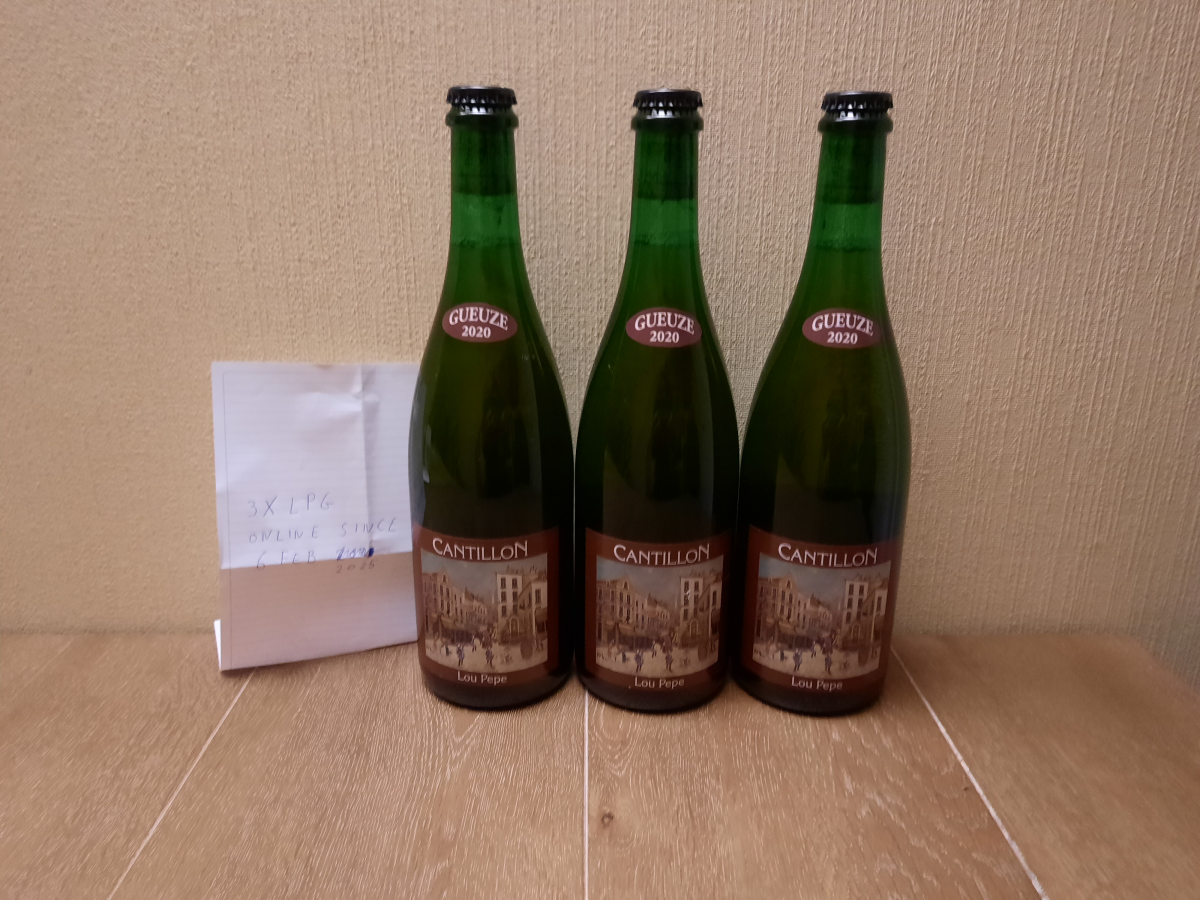 GUEUZE
2020
GUEUZE
2020
GUEUZE
2020
3X LPG
ONLINE SINCE
6 FEB
2025
CANTILLON
Lou Pepe
CANTILLON
Lou Pepe
CANTILLON
Lou Pepe